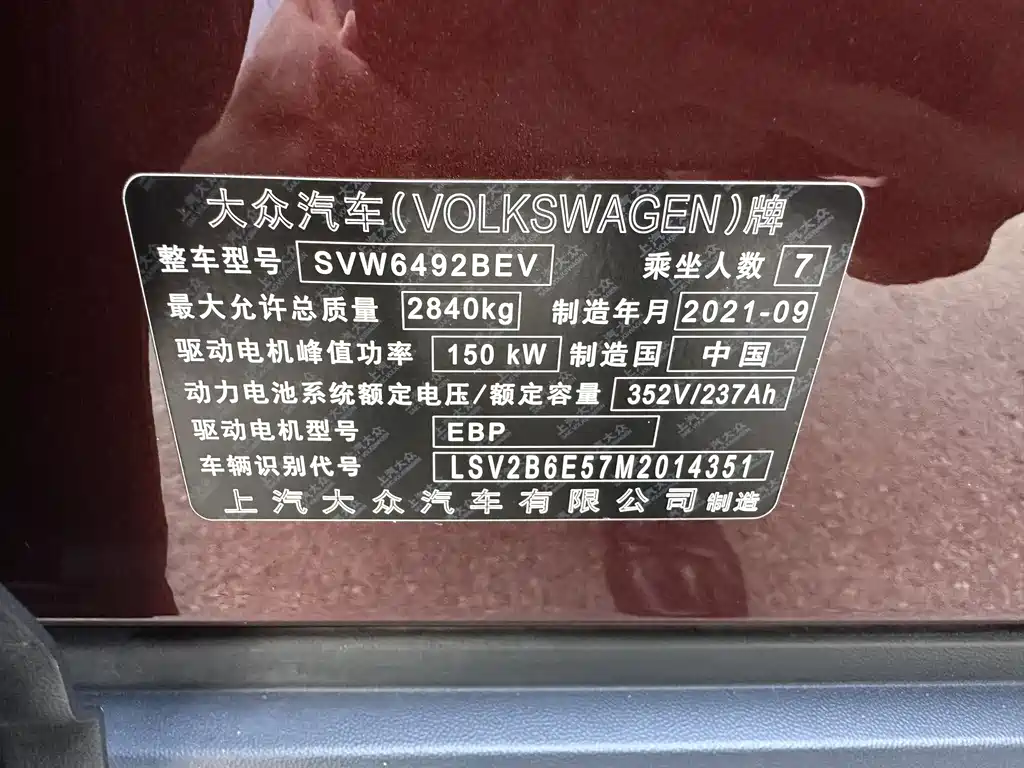 大众汽车(VOLKSWAGEN)牌
整车型号 SVW6492BEV 乘坐人数 7
最大允许总质量 2840kg 制造年月 2021-09
驱动电机峰值功率 150 kW 制造国 中国
动力电池系统额定电压/额定容量 352V/237Ah
驱动电机型号 EBP
车辆识别代号 LSV2B6E57M2014351
上汽大众汽车有限公司 制造